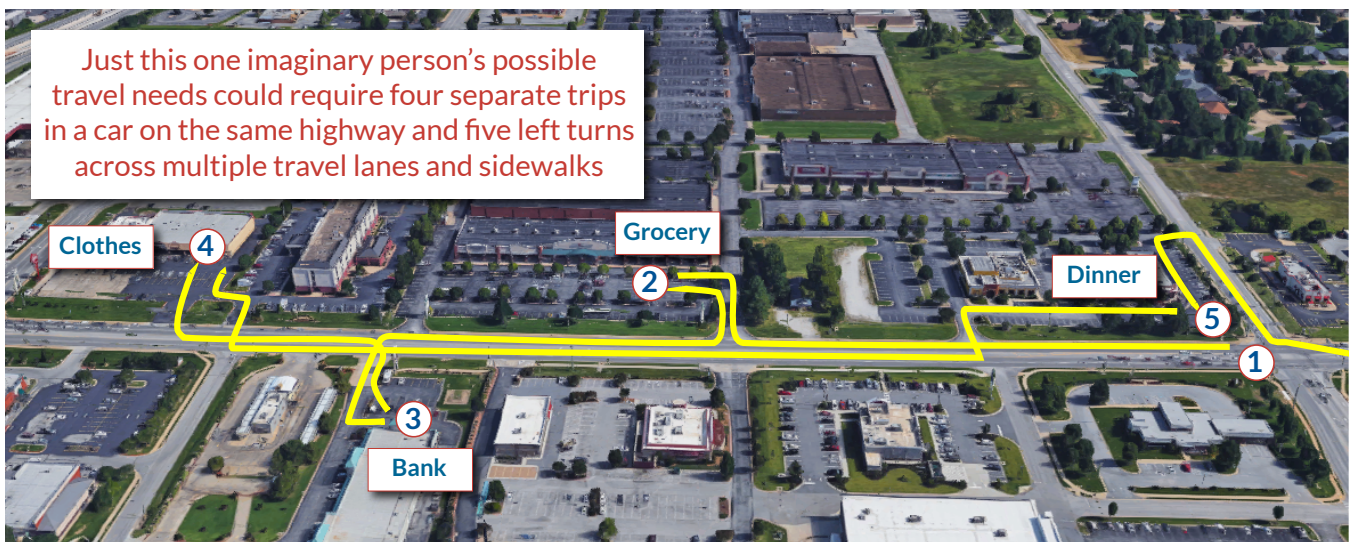 Just this one imaginary person’s possible
travel needs could require four separate trips
in a car on the same highway and five left turns
across multiple travel lanes and sidewalks
Clothes
4
Grocery
2
Dinner
5
1
3
Bank